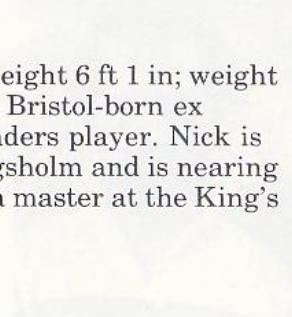 eight 6 ft 1 in; weight
Bristol-born ex
nders player. Nick is
gsholm and is nearing
a master at the King's